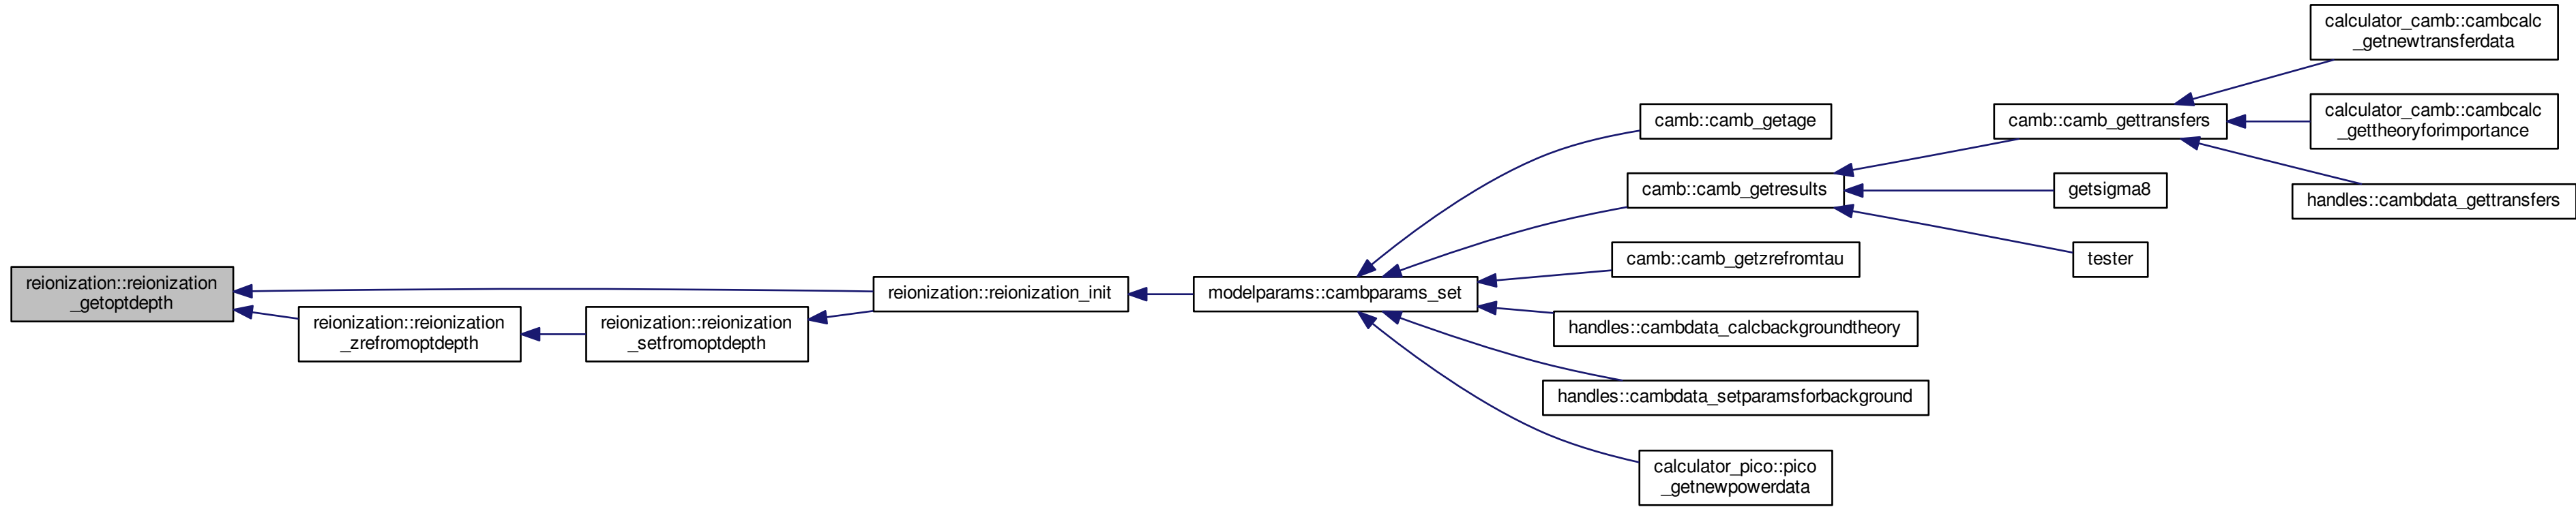 calculator_camb::cambcalc
_getnewtransferdata
camb::camb_getage
camb::camb_gettransfers
calculator_camb::cambcalc
_gettheoryforimportance
camb::camb_getresults
getsigma8
handles::cambdata_gettransfers
camb::camb_getzrefromtau
tester
reionization::reionization
_getoptdepth
reionization::reionization_init
modelparams::cambparams_set
reionization::reionization
_zrefromoptdepth
reionization::reionization
_setfromoptdepth
handles::cambdata_calcbackgroundtheory
handles::cambdata_setparamsforbackground
calculator_pico::pico
_getnewpowerdata